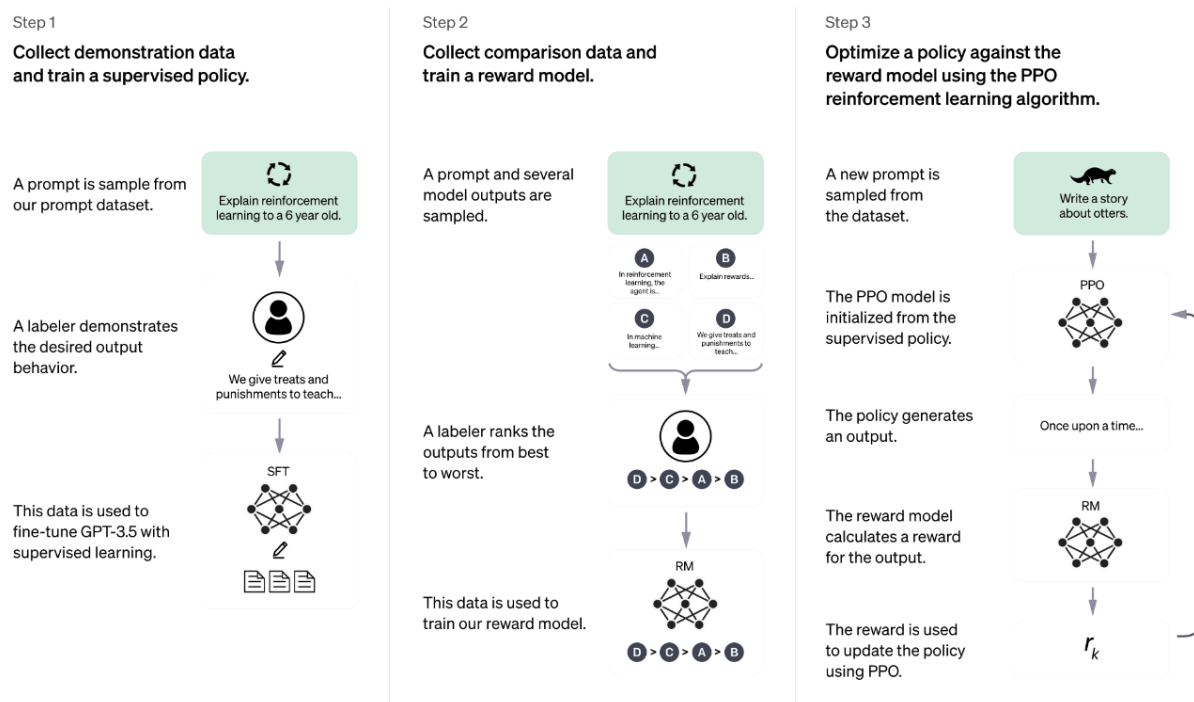 Step 1
Collect demonstration data
and train a supervised policy.
A prompt is sample from
our prompt dataset.
Explain reinforcement
learning to a 6 year old.
A labeler demonstrates
the desired output
behavior.
We give treats and
punishments to teach...
This data is used to
fine-tune GPT-3.5 with
supervised learning.
SFT
Step 2
Collect comparison data and
train a reward model.
A prompt and several
model outputs are
sampled.
Explain reinforcement
learning to a 6 year old.
A
In reinforcement
learning, the
agent is...
B
Explain rewards...
C
In machine
learning...
D
We give treats and
punishments to
teach...
A labeler ranks the
outputs from best
to worst.
D > C > A > B
This data is used to
train our reward model.
RM
D > C > A > B
Step 3
Optimize a policy against the
reward model using the PPO
reinforcement learning algorithm.
A new prompt is
sampled from
the dataset.
Write a story
about otters.
The PPO model is
initialized from the
supervised policy.
PPO
The policy generates
an output.
Once upon a time...
The reward model
calculates a reward
for the output.
RM
The reward is used
to update the policy
using PPO.
rₖ